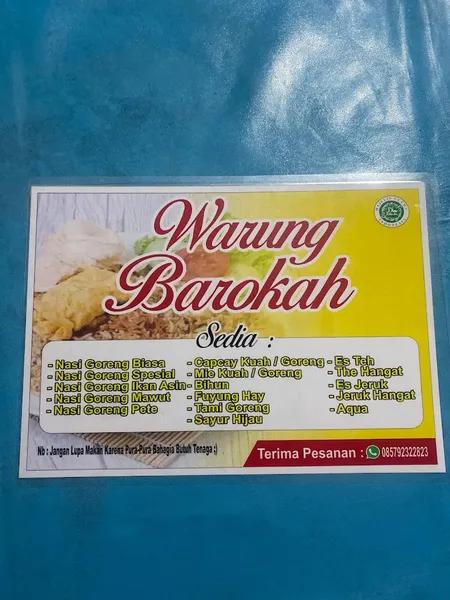 Warung
Barokah
Sedia :
- Nasi Goreng Biasa
- Nasi Goreng Spesial
- Nasi Goreng Ikan Asin
- Nasi Goreng Mawut
- Nasi Goreng Pete
- Capcay Kuah / Goreng
- Mie Kuah / Goreng
- Bihun
- Fuyung Hay
- Tami Goreng
- Sayur Hijau
- Es Teh
- The Hangat
- Es Jeruk
- Jeruk Hangat
- Aqua
Nb : Jangan Lupa Makan Karena Pura-Pura Bahagia Butuh Tenaga ;)
Terima Pesanan : 085792322823